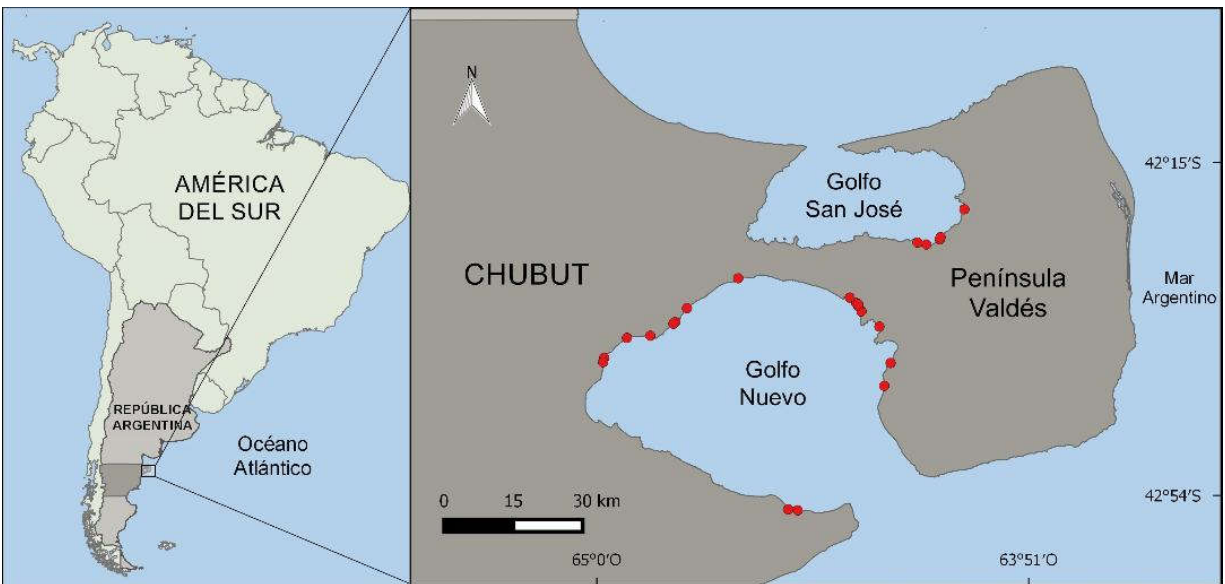 AMÉRICA
DEL SUR
REPÚBLICA
ARGENTINA
Océano
Atlántico
N
Golfo
San José
CHUBUT
Península
Valdés
Mar
Argentino
Golfo
Nuevo
0 15 30 km
42°15'S
42°54'S
65°0'O
63°51'O